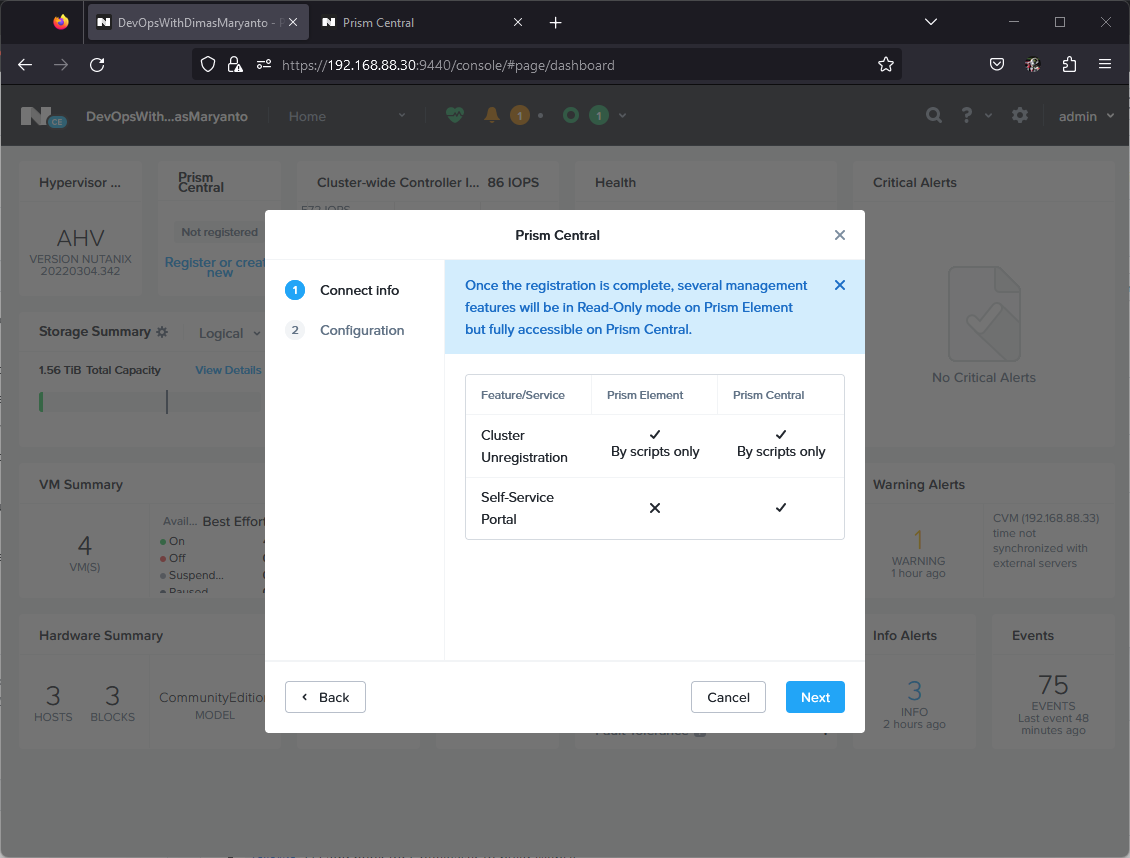 DevOpsWithDimasMaryanto -
Prism Central
https://192.168.88.30:9440/console/#page/dashboard
CE
DevOpsWith...asMaryanto
Home
1
1
?
admin
Hypervisor ...
AHV
VERSION NUTANIX
20220304.342
Prism
Central
Not registered
Register or creat
new
Cluster-wide Controller I...
86 IOPS
Health
Critical Alerts
No Critical Alerts
Storage Summary
Logical
1.56 TiB Total Capacity
View Details
VM Summary
4
VM(S)
Avail...
Best Effort
On
Off
Suspend...
Paused
Hardware Summary
3
HOSTS
3
BLOCKS
CommunityEditio
MODEL
Prism Central
1
Connect info
2
Configuration
Once the registration is complete, several management
features will be in Read-Only mode on Prism Element
but fully accessible on Prism Central.
Feature/Service
Prism Element
Prism Central
Cluster
Unregistration
By scripts only
By scripts only
Self-Service
Portal
Back
Cancel
Next
Warning Alerts
1
WARNING
1 hour ago
CVM (192.168.88.33)
time not
synchronized with
external servers
Info Alerts
3
INFO
2 hours ago
Events
75
EVENTS
Last event 48
minutes ago